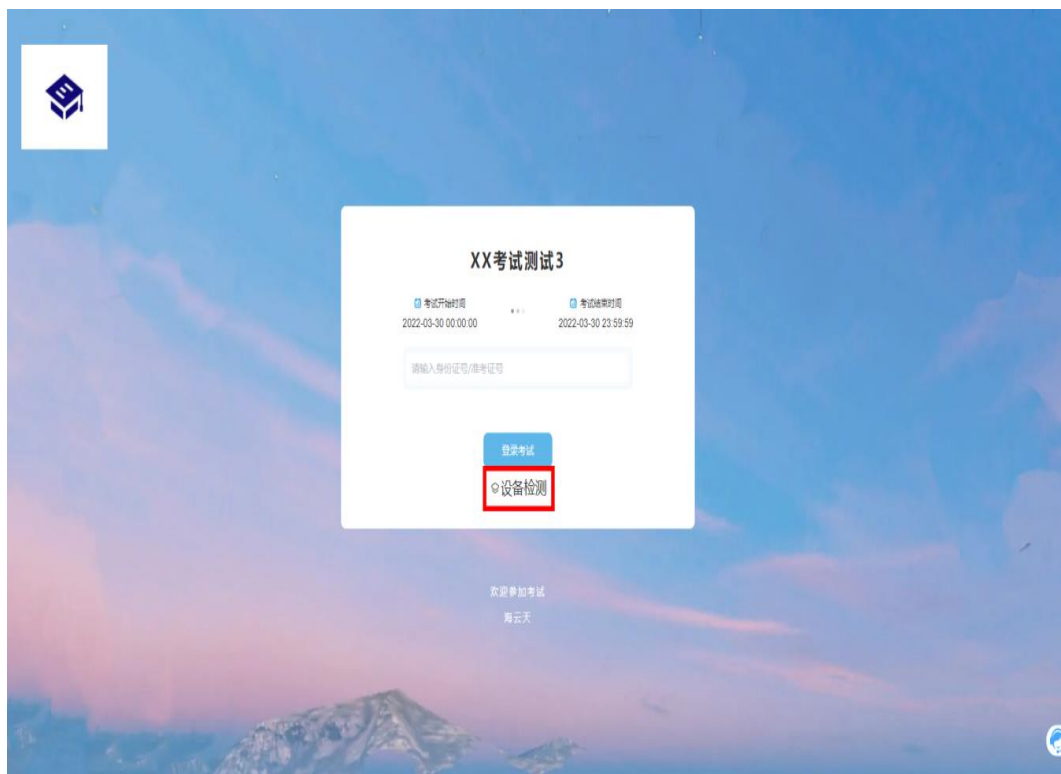 XX考试测试3
考试开始时间
考试结束时间
2022-03-30 00:00:00
2022-03-30 23:59:59
请输入身份证号/准考证号
登录考试
设备检测
欢迎参加考试
海云天